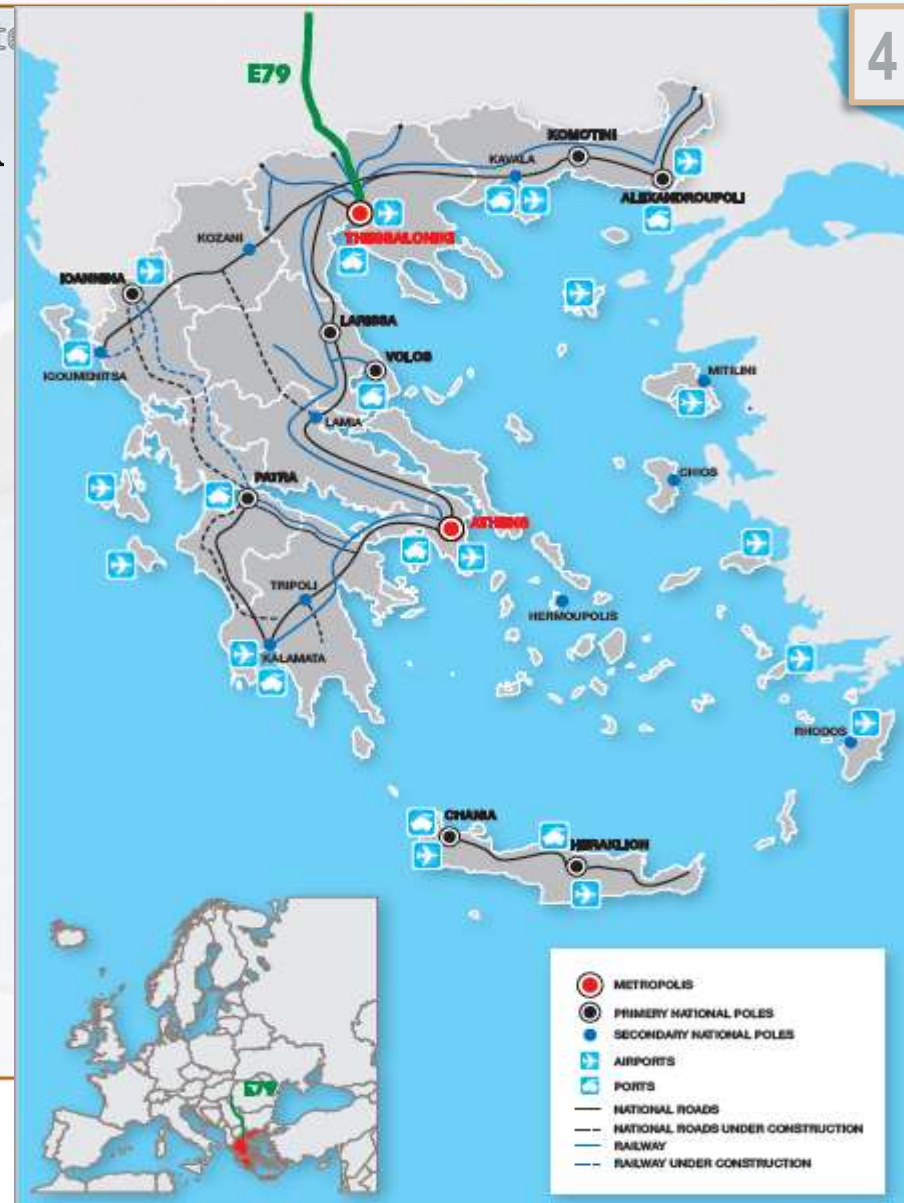 4
E79
KOMOTINI
KAVALA
ALEXANDROUPOLI
THESSALONIKI
KOZANI
IOANNINA
LARISSA
VOLOS
IGOUMENITSA
MITILINI
LAMIA
CHIOS
PATRA
ATHENS
TRIPOLI
HERMOUPOLIS
KALAMATA
RHODOS
CHANIA
HERAKLION
E79
METROPOLIS
PRIMERY NATIONAL POLES
SECONDARY NATIONAL POLES
AIRPORTS
PORTS
NATIONAL ROADS
NATIONAL ROADS UNDER CONSTRUCTION
RAILWAY
RAILWAY UNDER CONSTRUCTION